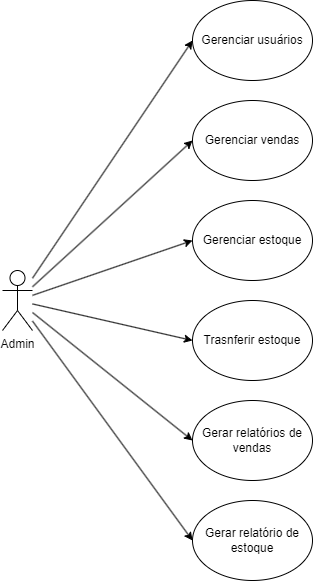 Gerenciar usuários
Gerenciar vendas
Gerenciar estoque
Trasnferir estoque
Admin
Gerar relatórios de
vendas
Gerar relatório de
estoque